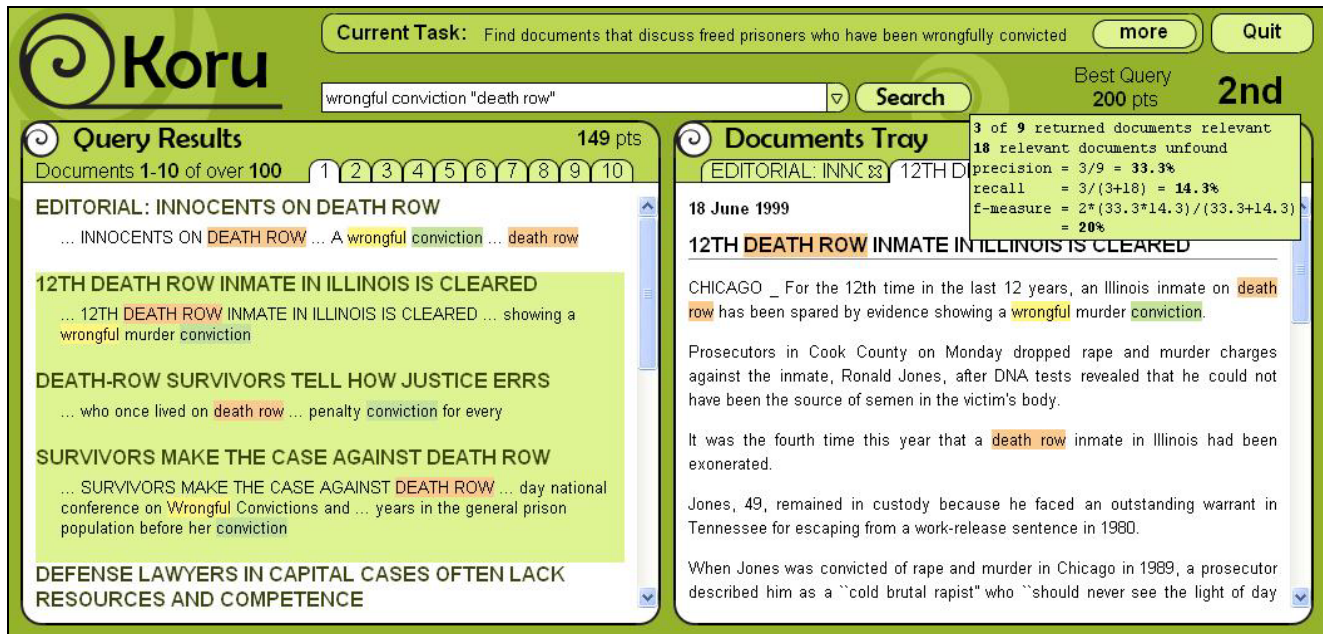 Koru
Current Task: Find documents that discuss freed prisoners who have been wrongfully convicted
more
Quit
wrongful conviction "death row"
Search
Best Query
200 pts
2nd
Query Results
149 pts
Documents 1-10 of over 100
1 2 3 4 5 6 7 8 9 10
EDITORIAL: INNOCENTS ON DEATH ROW
... INNOCENTS ON DEATH ROW ... A wrongful conviction ... death row
12TH DEATH ROW INMATE IN ILLINOIS IS CLEARED
... 12TH DEATH ROW INMATE IN ILLINOIS IS CLEARED ... showing a
wrongful murder conviction
DEATH-ROW SURVIVORS TELL HOW JUSTICE ERRS
... who once lived on death row ... penalty conviction for every
SURVIVORS MAKE THE CASE AGAINST DEATH ROW
... SURVIVORS MAKE THE CASE AGAINST DEATH ROW ... day national
conference on Wrongful Convictions and ... years in the general prison
population before her conviction
DEFENSE LAWYERS IN CAPITAL CASES OFTEN LACK
RESOURCES AND COMPETENCE
Documents Tray
3 of 9 returned documents relevant
18 relevant documents unfound
precision = 3/9 = 33.3%
recall = 3/(3+18) = 14.3%
f-measure = 2*(33.3*14.3)/(33.3+14.3)
= 20%
EDITORIAL: INNC 12TH DE
18 June 1999
12TH DEATH ROW INMATE IN ILLINOIS IS CLEARED
CHICAGO _ For the 12th time in the last 12 years, an Illinois inmate on death
row has been spared by evidence showing a wrongful murder conviction.
Prosecutors in Cook County on Monday dropped rape and murder charges
against the inmate, Ronald Jones, after DNA tests revealed that he could not
have been the source of semen in the victim's body.
It was the fourth time this year that a death row inmate in Illinois had been
exonerated.
Jones, 49, remained in custody because he faced an outstanding warrant in
Tennessee for escaping from a work-release sentence in 1980.
When Jones was convicted of rape and murder in Chicago in 1989, a prosecutor
described him as a ``cold brutal rapist'' who ``should never see the light of day